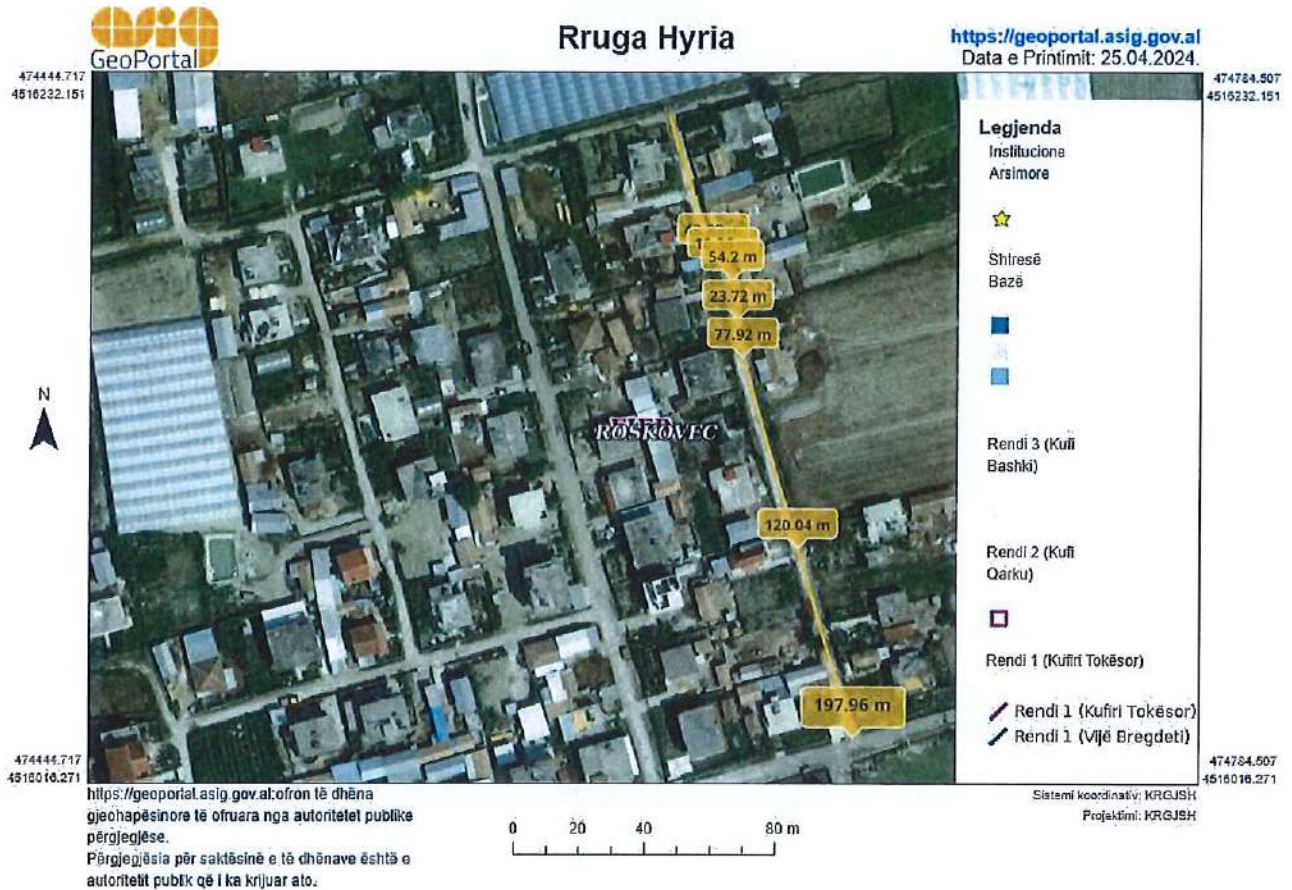 asig
GeoPortal
Rruga Hyria
https://geoportal.asig.gov.al
Data e Printimit: 25.04.2024.
474444.717
4516232.151
474784.507
4516232.151
54.2 m
23.72 m
77.92 m
ROSKOVEC
120.04 m
197.96 m
N
Legjenda
Institucione
Arsimore
Shtresë
Bazë
Rendi 3 (Kufi
Bashki)
Rendi 2 (Kufi
Qarku)
Rendi 1 (Kufiri Tokësor)
Rendi 1 (Kufiri Tokësor)
Rendi 1 (Vijë Bregdeti)
474444.717
4516016.271
474784.507
4516016.271
https://geoportal.asig.gov.al:ofron të dhëna
gjeohapësinore të ofruara nga autoritetet publike
përgjegjëse.
Përgjegjësia për saktësinë e të dhënave është e
autoritetit publik që i ka krijuar ato.
0 20 40 80 m
Sistemi koordinativ: KRGJSH
Projektimi: KRGJSH